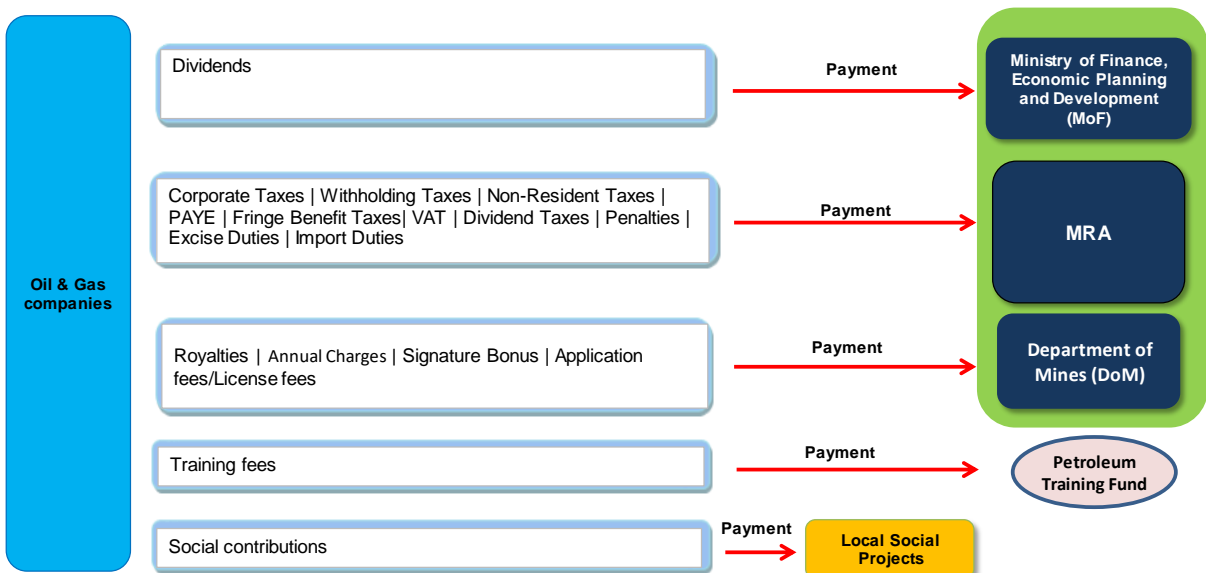 Oil & Gas
companies
Dividends
Payment
Ministry of Finance,
Economic Planning
and Development
(MoF)
Corporate Taxes | Withholding Taxes | Non-Resident Taxes |
PAYE | Fringe Benefit Taxes| VAT | Dividend Taxes | Penalties |
Excise Duties | Import Duties
Payment
MRA
Royalties | Annual Charges | Signature Bonus | Application
fees/License fees
Payment
Department of
Mines (DoM)
Training fees
Payment
Petroleum
Training Fund
Social contributions
Payment
Local Social
Projects